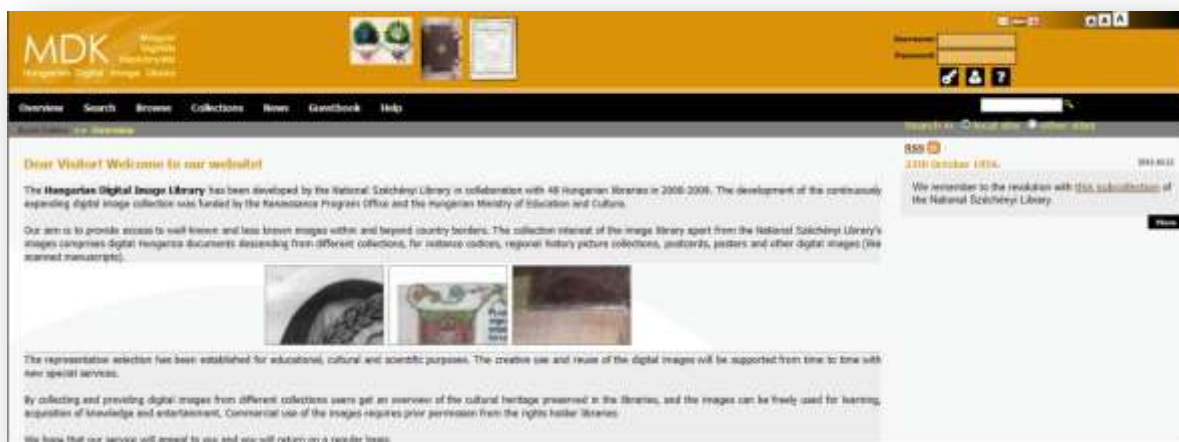 MDK Magyar Digitális Képkönyvtár
Hungarian Digital Image Library
Username:
Password:
?
A A A
Overview Search Browse Collections News Guestbook Help
>> Overview
Search in: local site other sites
Dear Visitor! Welcome to our website!
The Hungarian Digital Image Library has been developed by the National Széchényi Library in collaboration with 48 Hungarian libraries in 2008-2009. The development of the continuously
expanding digital image collection was funded by the Renaissance Program Office and the Hungarian Ministry of Education and Culture.
Our aim is to provide access to well-known and less known images within and beyond country borders. The collection interest of the image library apart from the National Széchényi Library's
images comprises digital Hungarica documents descending from different collections, for instance codices, regional history picture collections, postcards, posters and other digital images (like
scanned manuscripts).
The representative selection has been established for educational, cultural and scientific purposes. The creative use and reuse of the digital images will be supported from time to time with
new special services.
By collecting and providing digital images from different collections users get an overview of the cultural heritage preserved in the libraries, and the images can be freely used for learning,
acquisition of knowledge and entertainment. Commercial use of the images requires prior permission from the rights holder libraries.
We hope that our service will appeal to you and you will return on a regular basis.
RSS
23th October 1956.
We remember to the revolution with this subcollection of
the National Széchényi Library.
More